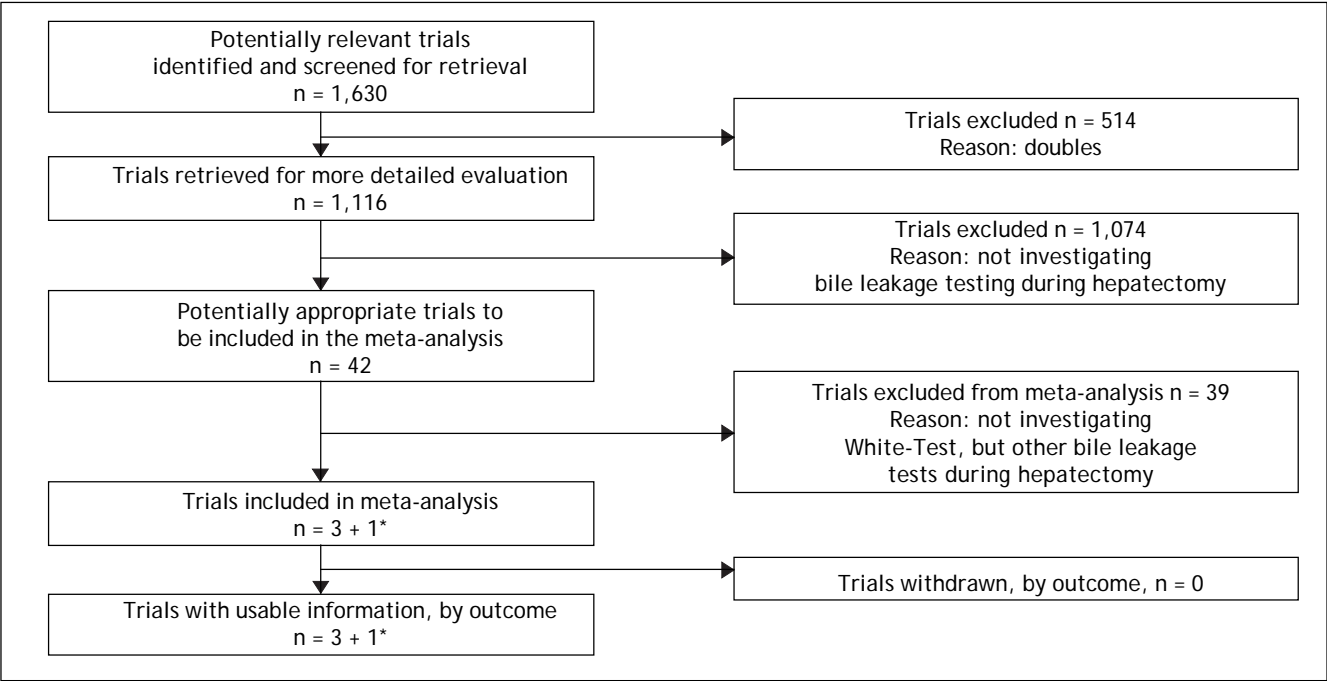 Potentially relevant trials
identified and screened for retrieval
n = 1,630
Trials excluded n = 514
Reason: doubles
Trials retrieved for more detailed evaluation
n = 1,116
Trials excluded n = 1,074
Reason: not investigating
bile leakage testing during hepatectomy
Potentially appropriate trials to
be included in the meta-analysis
n = 42
Trials excluded from meta-analysis n = 39
Reason: not investigating
White-Test, but other bile leakage
tests during hepatectomy
Trials included in meta-analysis
n = 3 + 1*
Trials withdrawn, by outcome, n = 0
Trials with usable information, by outcome
n = 3 + 1*